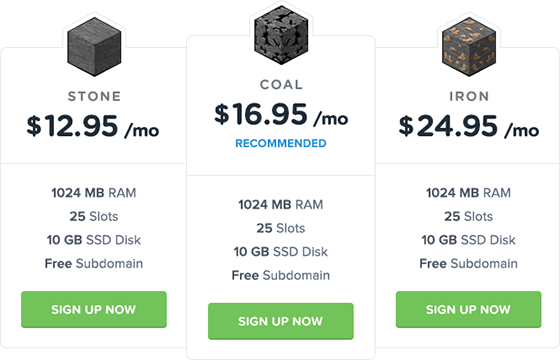 STONE
$12.95 /mo
1024 MB RAM
25 Slots
10 GB SSD Disk
Free Subdomain
SIGN UP NOW
COAL
$16.95 /mo
RECOMMENDED
1024 MB RAM
25 Slots
10 GB SSD Disk
Free Subdomain
SIGN UP NOW
IRON
$24.95 /mo
1024 MB RAM
25 Slots
10 GB SSD Disk
Free Subdomain
SIGN UP NOW